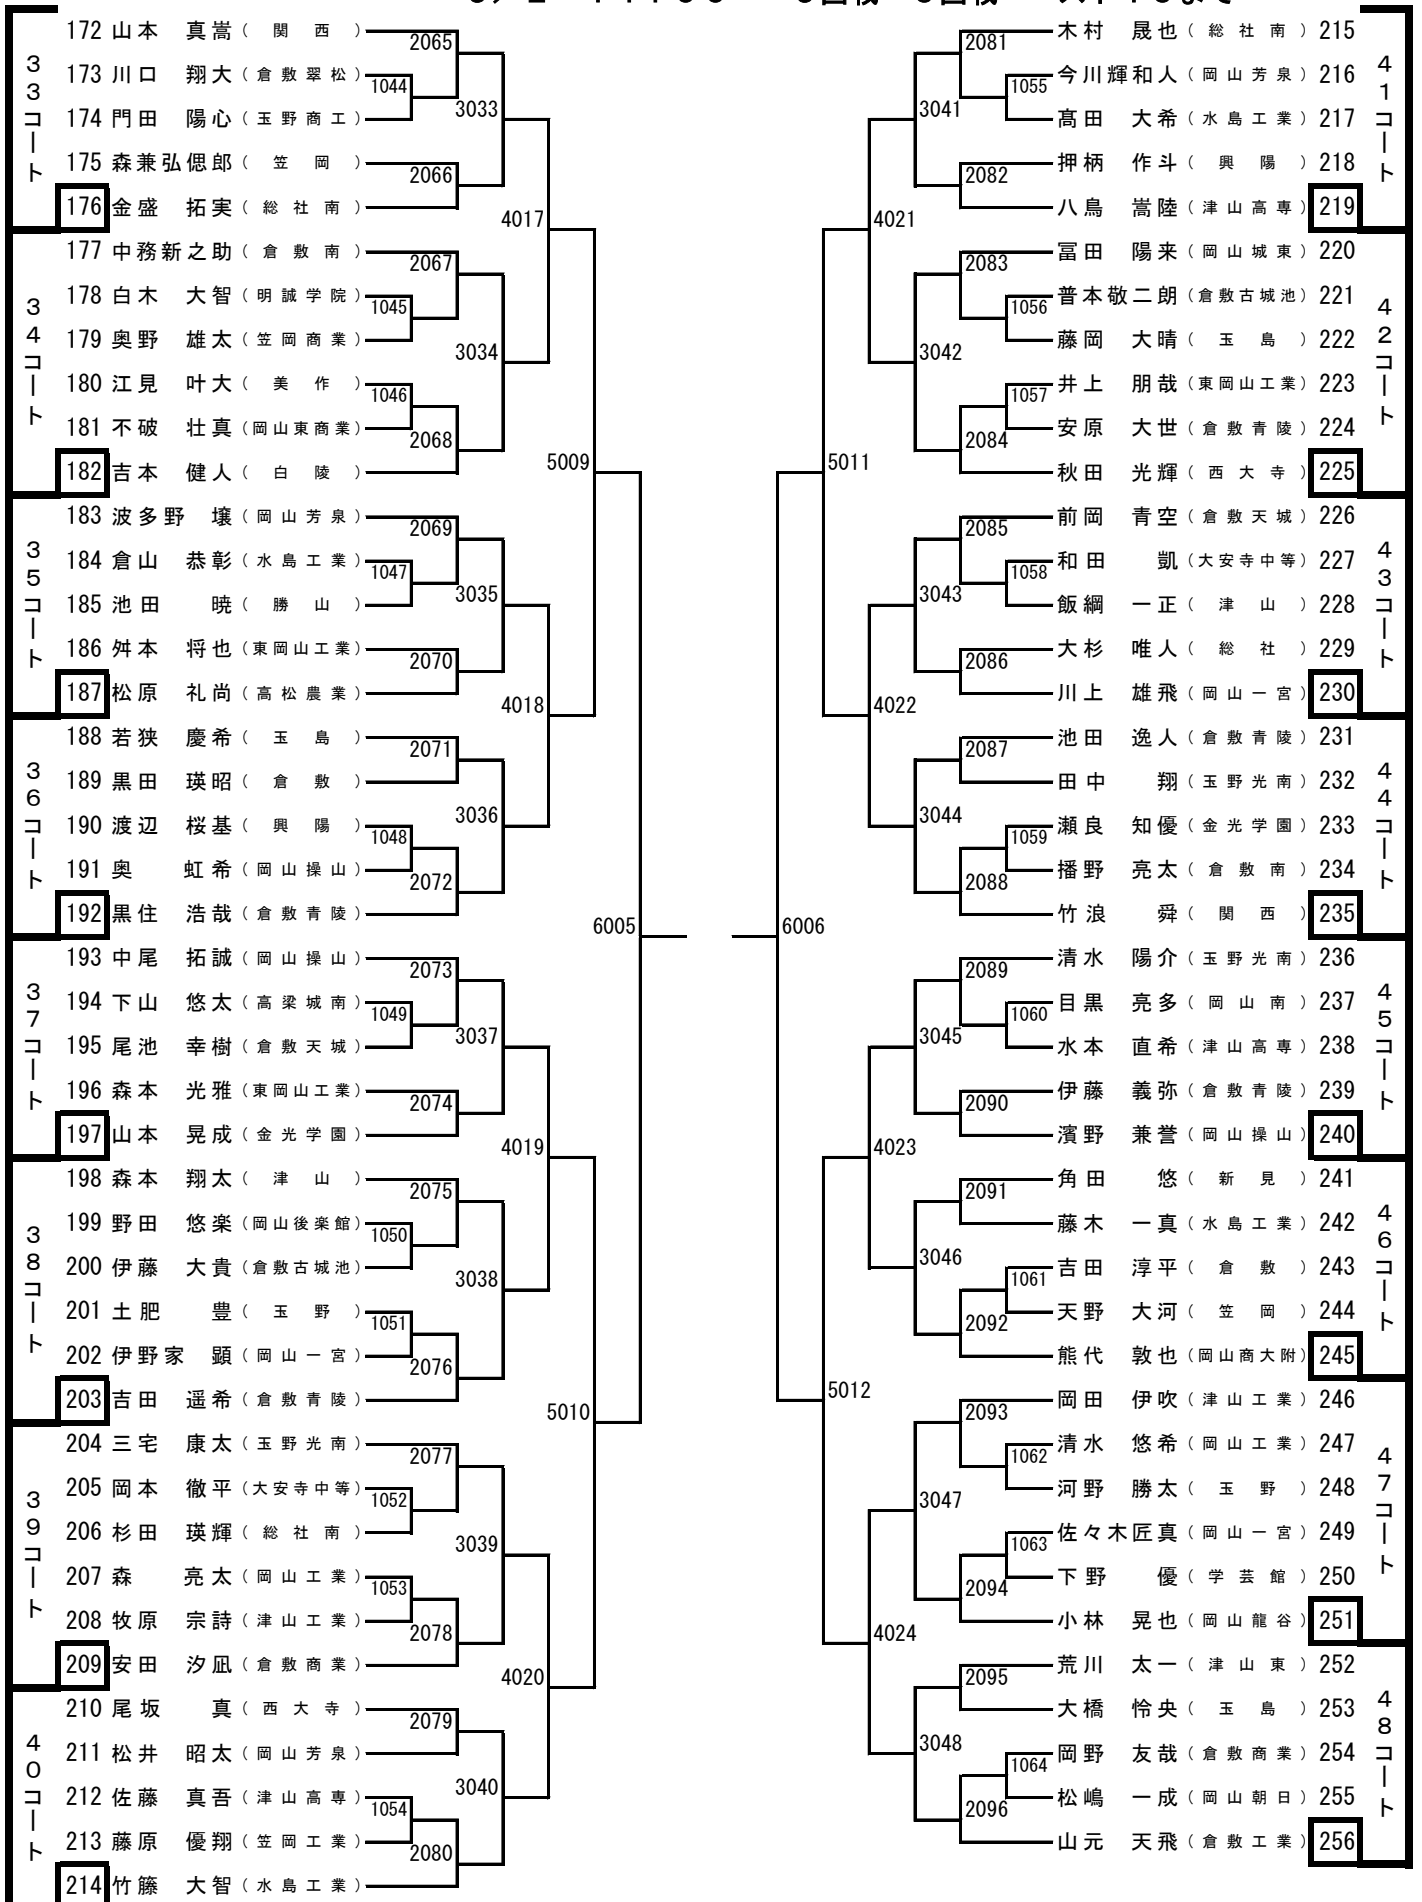 33コート
172 山本 真嵩 (関西)
173 川口 翔大 (倉敷翠松)
174 門田 陽心 (玉野商工)
175 森兼弘偲郎 (笠岡)
176 金盛 拓実 (総社南)
34コート
177 中務新之助 (倉敷南)
178 白木 大智 (明誠学院)
179 奥野 雄太 (笠岡商業)
180 江見 叶大 (美作)
181 不破 壮真 (岡山東商業)
182 吉本 健人 (白陵)
35コート
183 波多野 壌 (岡山芳泉)
184 倉山 恭彰 (水島工業)
185 池田 暁 (勝山)
186 舛本 将也 (東岡山工業)
187 松原 礼尚 (高松農業)
36コート
188 若狭 慶希 (玉島)
189 黒田 瑛昭 (倉敷)
190 渡辺 桜基 (興陽)
191 奥 虹希 (岡山操山)
192 黒住 浩哉 (倉敷青陵)
37コート
193 中尾 拓誠 (岡山操山)
194 下山 悠太 (高梁城南)
195 尾池 幸樹 (倉敷天城)
196 森本 光雅 (東岡山工業)
197 山本 晃成 (金光学園)
38コート
198 森本 翔太 (津山)
199 野田 悠楽 (岡山後楽館)
200 伊藤 大貴 (倉敷古城池)
201 土肥 豊 (玉野)
202 伊野家 顕 (岡山一宮)
203 吉田 遥希 (倉敷青陵)
39コート
204 三宅 康太 (玉野光南)
205 岡本 徹平 (大安寺中等)
206 杉田 瑛輝 (総社南)
207 森 亮太 (岡山工業)
208 牧原 宗詩 (津山工業)
209 安田 汐凪 (倉敷商業)
40コート
210 尾坂 真 (西大寺)
211 松井 昭太 (岡山芳泉)
212 佐藤 真吾 (津山高専)
213 藤原 優翔 (笠岡工業)
214 竹籐 大智 (水島工業)
1044
1045
1046
1047
1048
1049
1050
1051
1052
1053
1054
2065
2066
2067
2068
2069
2070
2071
2072
2073
2074
2075
2076
2077
2078
2079
2080
3033
3034
3035
3036
3037
3038
3039
3040
4017
4018
4019
4020
5009
5010
6005
6006
5011
5012
4021
4022
4023
4024
3041
3042
3043
3044
3045
3046
3047
3048
2081
2082
2083
2084
2085
2086
2087
2088
2089
2090
2091
2092
2093
2094
2095
2096
1055
1056
1057
1058
1059
1060
1061
1062
1063
1064
41コート
木村 晟也 (総社南) 215
今川輝和人 (岡山芳泉) 216
髙田 大希 (水島工業) 217
押柄 作斗 (興陽) 218
八鳥 嵩陸 (津山高専) 219
42コート
冨田 陽来 (岡山城東) 220
普本敬二朗 (倉敷古城池) 221
藤岡 大晴 (玉島) 222
井上 朋哉 (東岡山工業) 223
安原 大世 (倉敷青陵) 224
秋田 光輝 (西大寺) 225
43コート
前岡 青空 (倉敷天城) 226
和田 凱 (大安寺中等) 227
飯綱 一正 (津山) 228
大杉 唯人 (総社) 229
川上 雄飛 (岡山一宮) 230
44コート
池田 逸人 (倉敷青陵) 231
田中 翔 (玉野光南) 232
瀬良 知優 (金光学園) 233
播野 亮太 (倉敷南) 234
竹浪 舜 (関西) 235
45コート
清水 陽介 (玉野光南) 236
目黒 亮多 (岡山南) 237
水本 直希 (津山高専) 238
伊藤 義弥 (倉敷青陵) 239
濱野 兼誉 (岡山操山) 240
46コート
角田 悠 (新見) 241
藤木 一真 (水島工業) 242
吉田 淳平 (倉敷) 243
天野 大河 (笠岡) 244
熊代 敦也 (岡山商大附) 245
47コート
岡田 伊吹 (津山工業) 246
清水 悠希 (岡山工業) 247
河野 勝太 (玉野) 248
佐々木匠真 (岡山一宮) 249
下野 優 (学芸館) 250
小林 晃也 (岡山龍谷) 251
48コート
荒川 太一 (津山東) 252
大橋 怜央 (玉島) 253
岡野 友哉 (倉敷商業) 254
松嶋 一成 (岡山朝日) 255
山元 天飛 (倉敷工業) 256